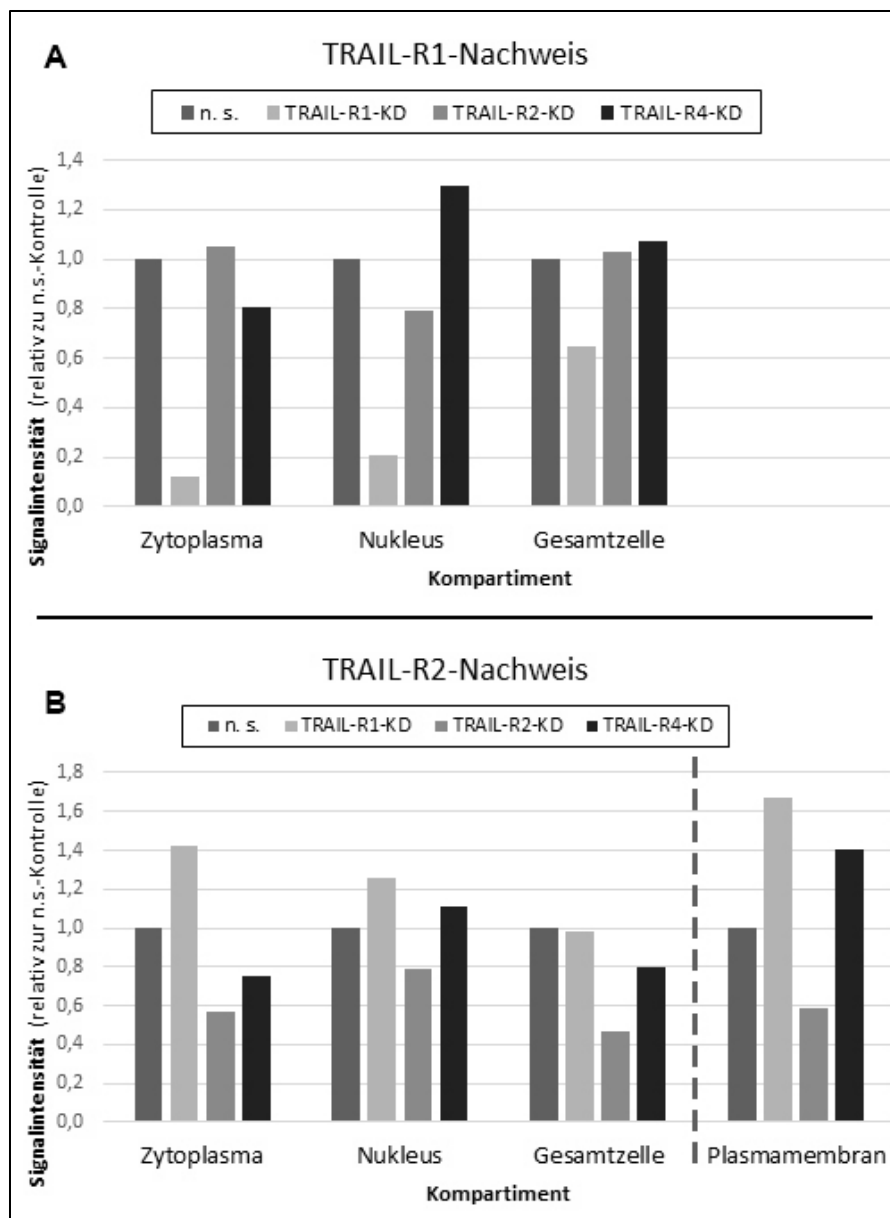 A
TRAIL-R1-Nachweis
n. s. TRAIL-R1-KD TRAIL-R2-KD TRAIL-R4-KD
Signalintensität (relativ zu n.s.-Kontrolle)
1,4
1,2
1,0
0,8
0,6
0,4
0,2
0,0
Zytoplasma Nukleus Gesamtzelle
Kompartiment
TRAIL-R2-Nachweis
B
n. s. TRAIL-R1-KD TRAIL-R2-KD TRAIL-R4-KD
Signalintensität (relativ zur n.s.-Kontrolle)
1,8
1,6
1,4
1,2
1,0
0,8
0,6
0,4
0,2
0,0
Zytoplasma Nukleus Gesamtzelle Plasmamembran
Kompartiment